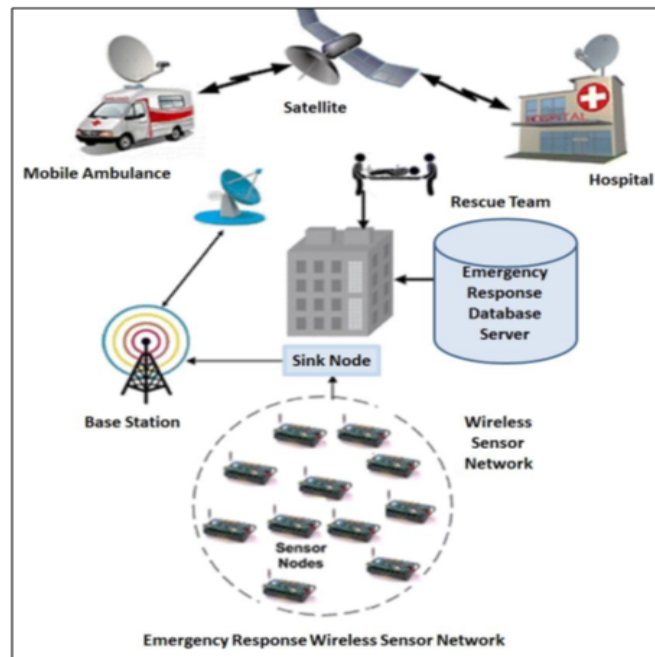 Satellite
HOSPITAL
Mobile Ambulance
Hospital
Rescue Team
Emergency
Response
Database
Server
Sink Node
Base Station
Wireless
Sensor
Network
Sensor
Nodes
Emergency Response Wireless Sensor Network